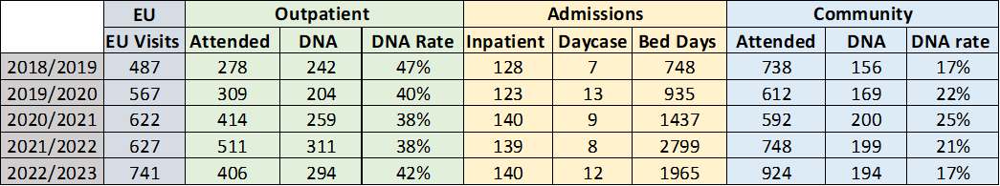 EU Outpatient Admissions Community
EU Visits Attended DNA DNA Rate Inpatient Daycase Bed Days Attended DNA DNA rate
2018/2019 487 278 242 47% 128 7 748 738 156 17%
2019/2020 567 309 204 40% 123 13 935 612 169 22%
2020/2021 622 414 259 38% 140 9 1437 592 200 25%
2021/2022 627 511 311 38% 139 8 2799 748 199 21%
2022/2023 741 406 294 42% 140 12 1965 924 194 17%